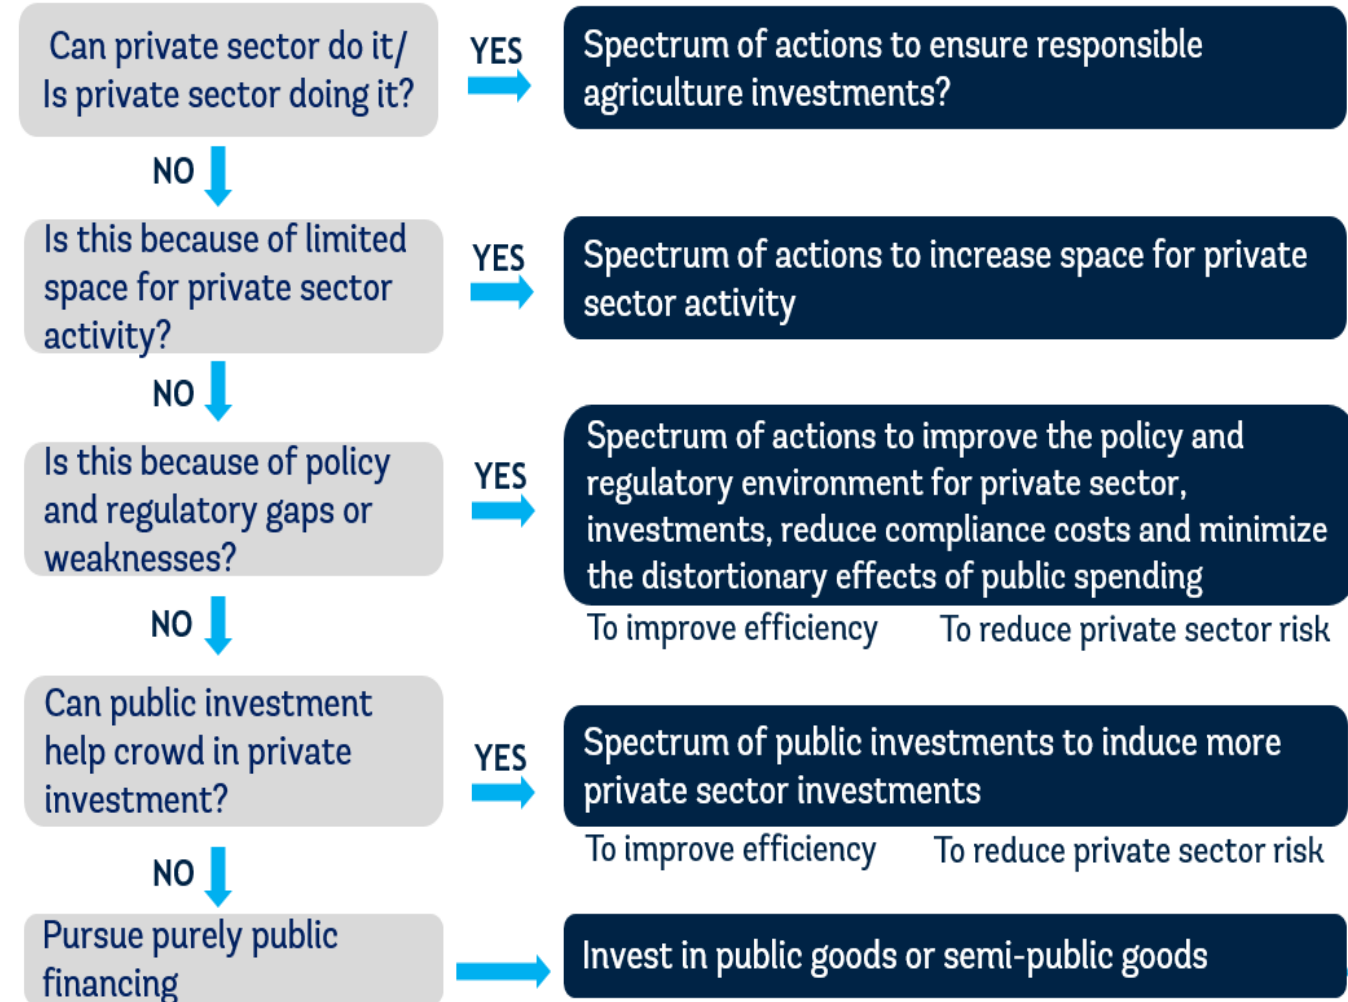 Can private sector do it/
Is private sector doing it?
YES
Spectrum of actions to ensure responsible
agriculture investments?
NO
Is this because of limited
space for private sector
activity?
YES
Spectrum of actions to increase space for private
sector activity
NO
Is this because of policy
and regulatory gaps or
weaknesses?
YES
Spectrum of actions to improve the policy and
regulatory environment for private sector,
investments, reduce compliance costs and minimize
the distortionary effects of public spending
To improve efficiency
To reduce private sector risk
NO
Can public investment
help crowd in private
investment?
YES
Spectrum of public investments to induce more
private sector investments
To improve efficiency
To reduce private sector risk
NO
Pursue purely public
financing
Invest in public goods or semi-public goods